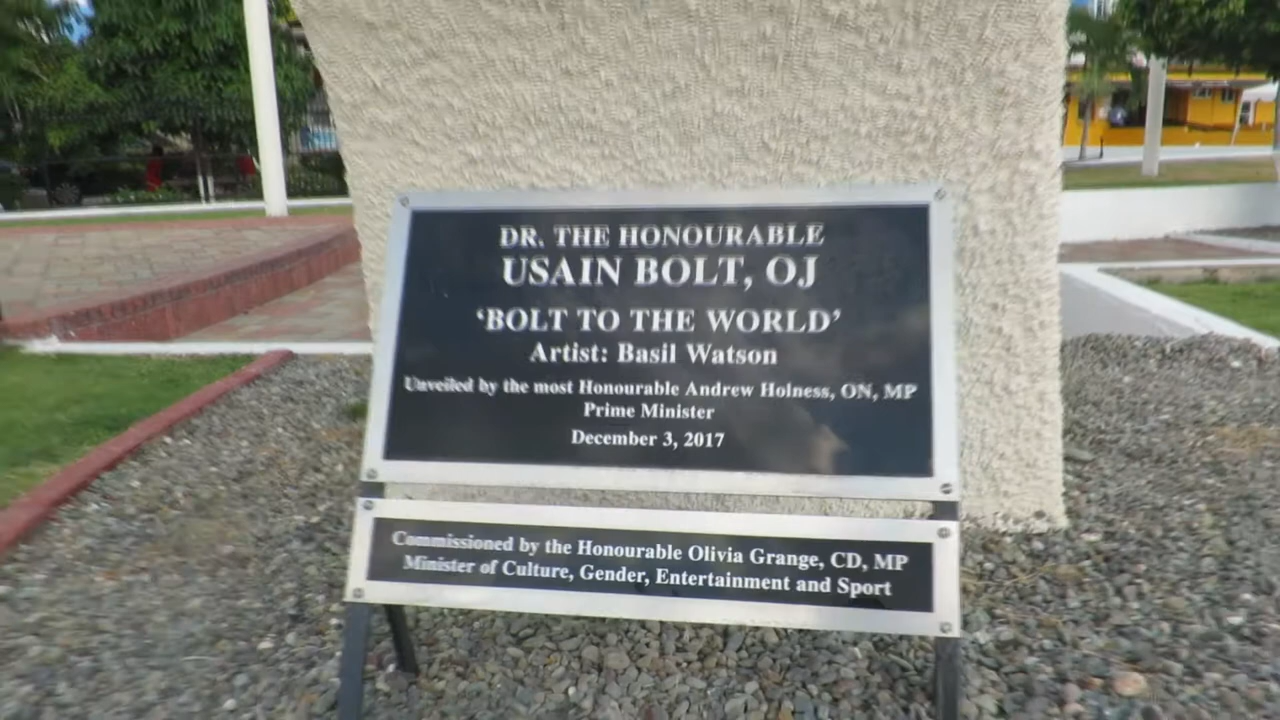 DR. THE HONOURABLE
USAIN BOLT, OJ
‘BOLT TO THE WORLD’
Artist: Basil Watson
Unveiled by the most Honourable Andrew Holness, ON, MP
Prime Minister
December 3, 2017
Commissioned by the Honourable Olivia Grange, CD, MP
Minister of Culture, Gender, Entertainment and Sport